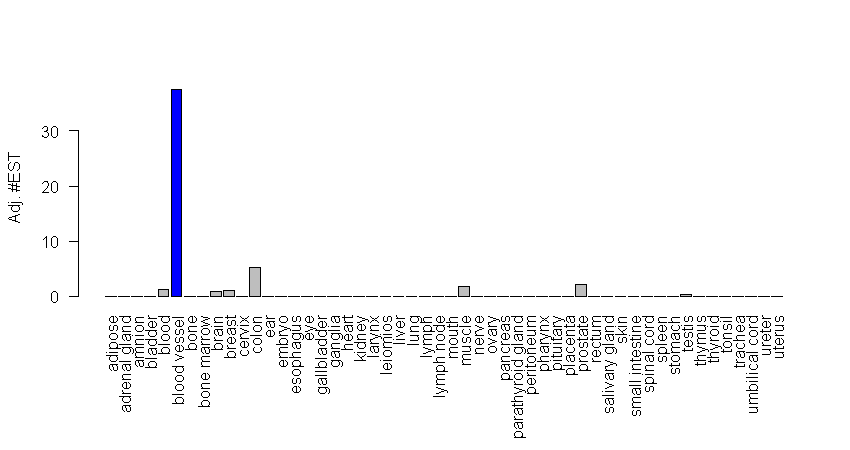 Adj. #EST
30
20
10
0
adipose
adrenal gland
amnion
bladder
blood
blood vessel
bone
bone marrow
brain
breast
cervix
colon
ear
embryo
esophagus
eye
gallbladder
ganglia
heart
kidney
larynx
leiomios
liver
lung
lymph
lymph node
mouth
muscle
nerve
ovary
pancreas
parathyroid gland
peritoneum
pharynx
pituitary
placenta
prostate
rectum
salivary gland
skin
small intestine
spinal cord
spleen
stomach
testis
thymus
thyroid
tonsil
trachea
umbilical cord
ureter
uterus